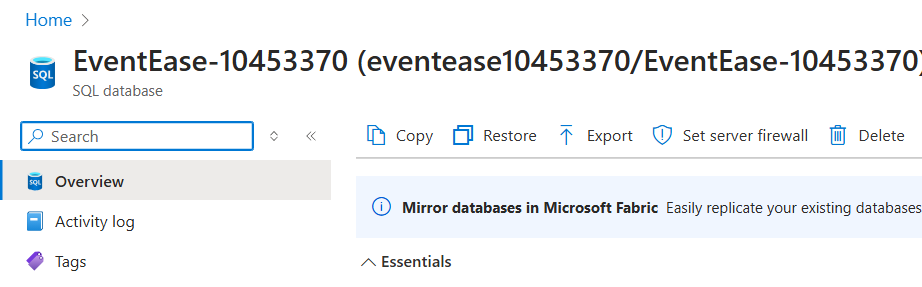 Home
EventEase-10453370 (eventease10453370/EventEase-10453370)
SQL
SQL database
Search
Copy
Restore
Export
Set server firewall
Delete
SQL
Overview
Mirror databases in Microsoft Fabric Easily replicate your existing databases
Activity log
Tags
Essentials